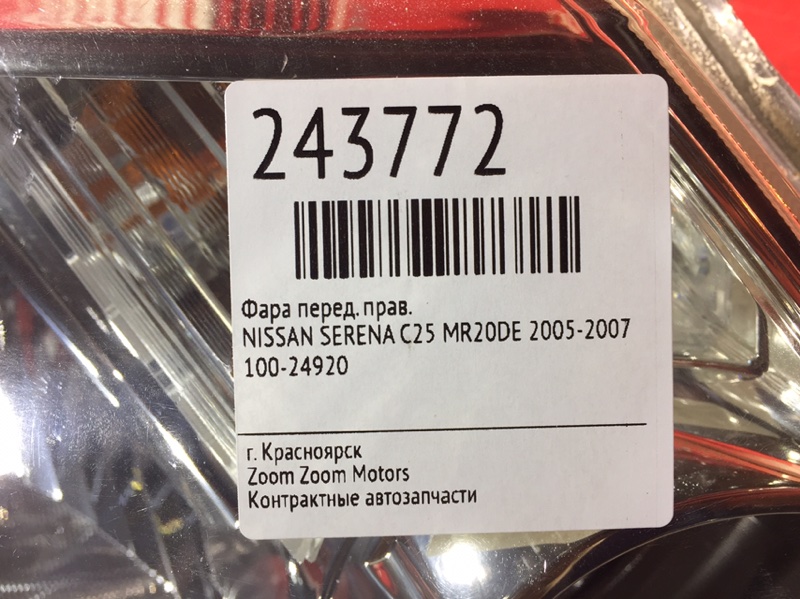 243772
Фара перед. прав.
NISSAN SERENA C25 MR20DE 2005-2007
100-24920
г. Красноярск
Zoom Zoom Motors
Контрактные автозапчасти